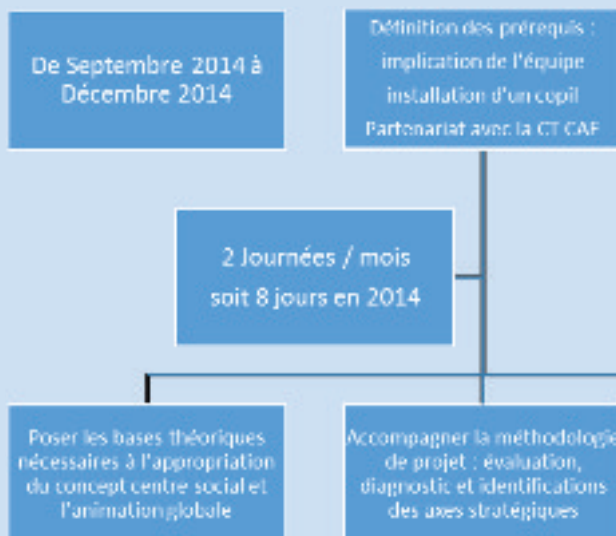 De Septembre 2014 à
Décembre 2014
Définition des prérequis :
implication de l'équipe
installation d'un copil
Partenariat avec la CT CAF
2 Journées / mois
soit 8 jours en 2014
Poser les bases théoriques
nécessaires à l'appropriation
du concept centre social et
l'animation globale
Accompagner la méthodologie
de projet : évaluation,
diagnostic et identifications
des axes stratégiques